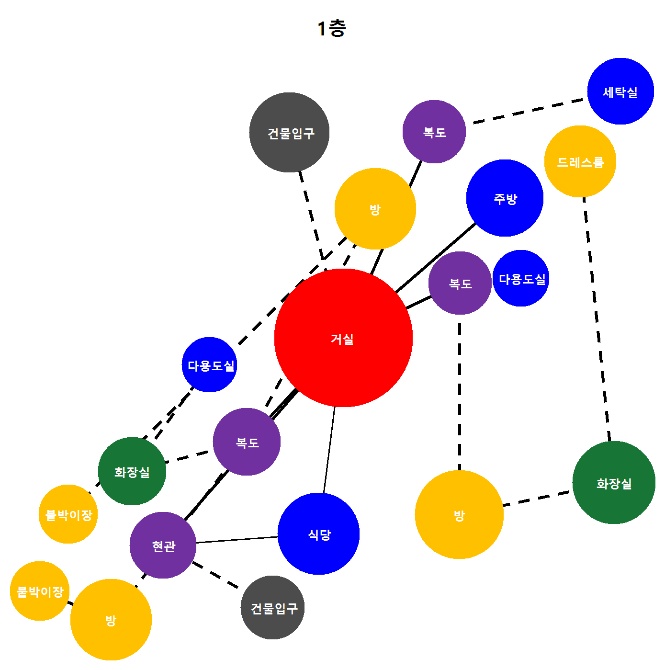 1층
세탁실
건물입구
복도
드레스룸
주방
방
복도
다용도실
거실
다용도실
복도
화장실
화장실
붙박이장
방
식당
현관
붙박이장
건물입구
방